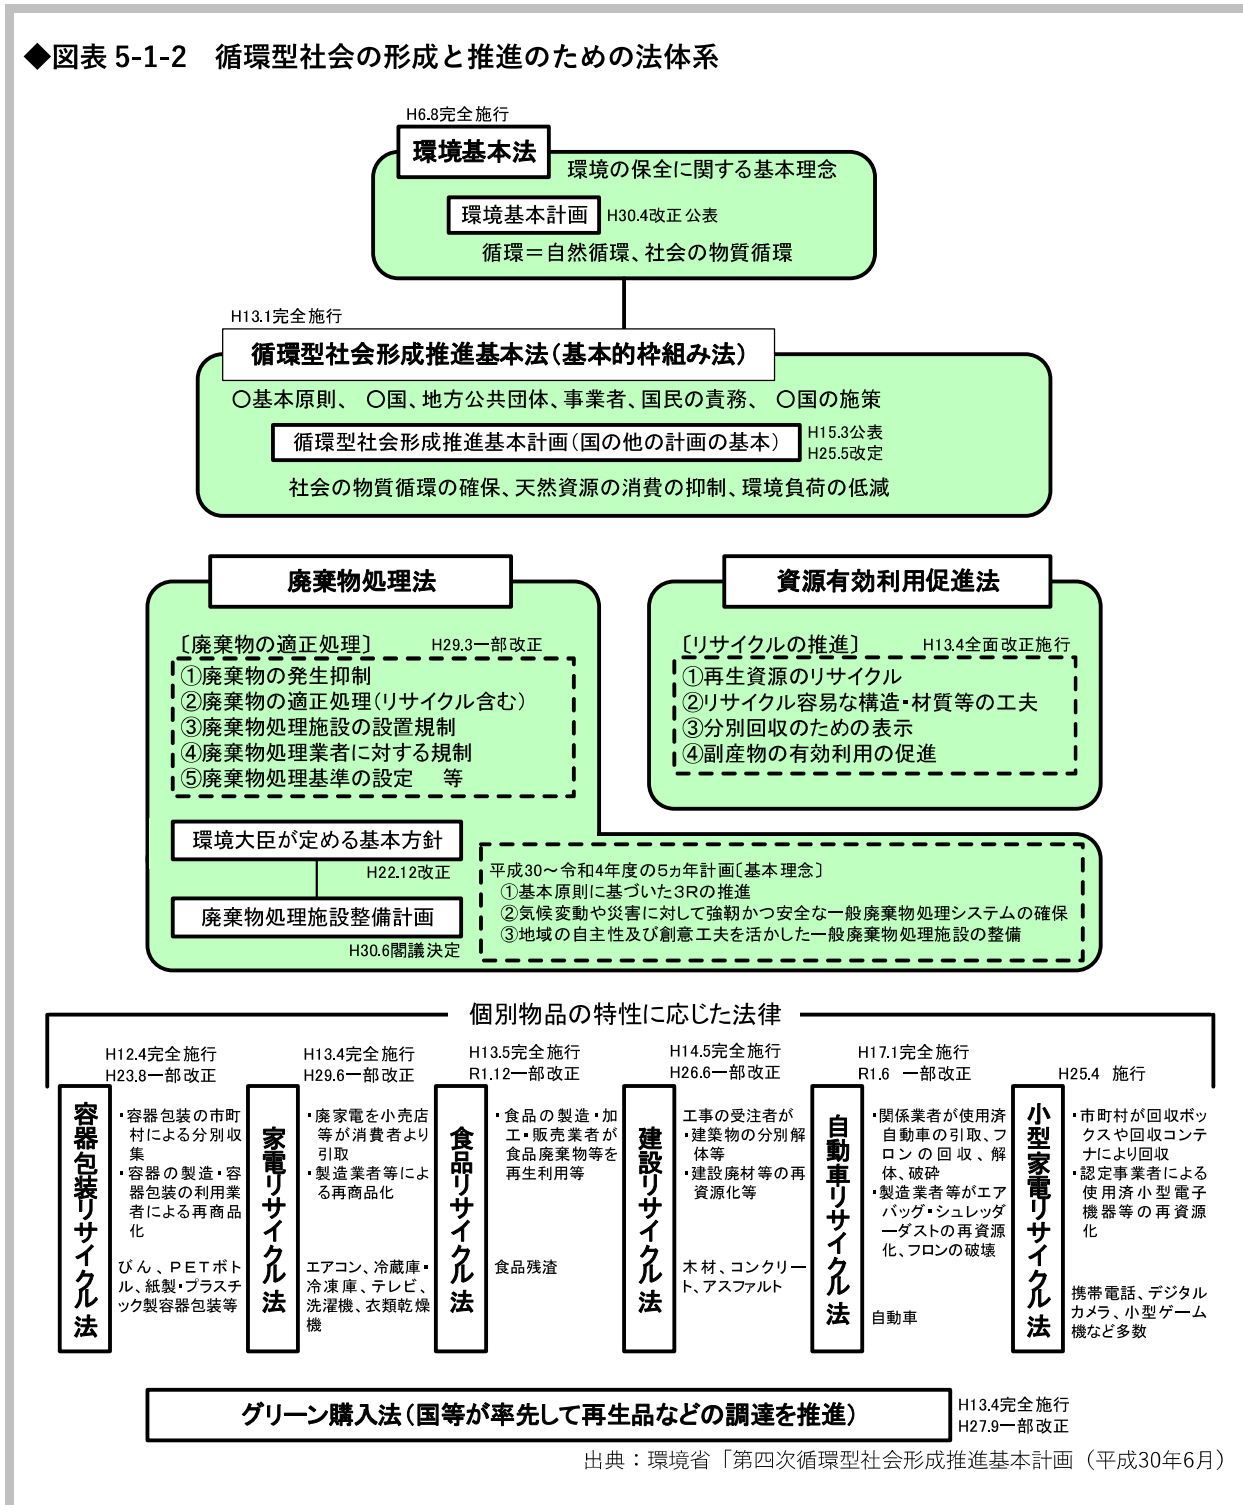 ◆図表 5-1-2　循環型社会の形成と推進のための法体系
H6.8完全施行
環境基本法
環境の保全に関する基本理念
環境基本計画
H30.4改正公表
循環＝自然循環、社会の物質循環
H13.1完全施行
循環型社会形成推進基本法（基本的枠組み法）
○基本原則、　○国、地方公共団体、事業者、国民の責務、　○国の施策
循環型社会形成推進基本計画（国の他の計画の基本）
H15.3公表
H25.5改定
社会の物質循環の確保、天然資源の消費の抑制、環境負荷の低減
廃棄物処理法
〔廃棄物の適正処理〕
H29.3一部改正
①廃棄物の発生抑制
②廃棄物の適正処理（リサイクル含む）
③廃棄物処理施設の設置規制
④廃棄物処理業者に対する規制
⑤廃棄物処理基準の設定　等
資源有効利用促進法
〔リサイクルの推進〕
H13.4全面改正施行
①再生資源のリサイクル
②リサイクル容易な構造・材質等の工夫
③分別回収のための表示
④副産物の有効利用の促進
環境大臣が定める基本方針
H22.12改正
廃棄物処理施設整備計画
H30.6閣議決定
平成30～令和4年度の5ヵ年計画〔基本理念〕
①基本原則に基づいた3Rの推進
②気候変動や災害に対して強靭かつ安全な一般廃棄物処理システムの確保
③地域の自主性及び創意工夫を活かした一般廃棄物処理施設の整備
個別物品の特性に応じた法律
H12.4完全施行
H23.8一部改正
容器包装リサイクル法
・容器包装の市町
村による分別収
集
・容器の製造・容
器包装の利用業
者による再商品
化
びん、PETボト
ル、紙製・プラスチ
ック製容器包装等
H13.4完全施行
H29.6一部改正
家電リサイクル法
・廃家電を小売店
等が消費者より
引取
・製造業者等によ
る再商品化
エアコン、冷蔵庫・
冷凍庫、テレビ、
洗濯機、衣類乾燥
機
H13.5完全施行
R1.12一部改正
食品リサイクル法
・食品の製造・加
工・販売業者が
食品廃棄物等を
再生利用等
食品残渣
H14.5完全施行
H26.6一部改正
建設リサイクル法
工事の受注者が
・建築物の分別解
体等
・建設廃材等の再
資源化等
木材、コンクリー
ト、アスファルト
H17.1完全施行
R1.6　一部改正
自動車リサイクル法
・関係業者が使用済
自動車の引取、フ
ロンの回収、解
体、破砕
・製造業者等がエア
バッグ・シュレッダ
ーダストの再資源
化、フロンの破壊
自動車
H25.4　施行
小型家電リサイクル法
・市町村が回収ボッ
クスや回収コンテ
ナにより回収
・認定事業者による
使用済小型電子
機器等の再資源
化
携帯電話、デジタル
カメラ、小型ゲーム
機など多数
グリーン購入法（国等が率先して再生品などの調達を推進）
H13.4完全施行
H27.9一部改正
出典：環境省「第四次循環型社会形成推進基本計画（平成30年6月）